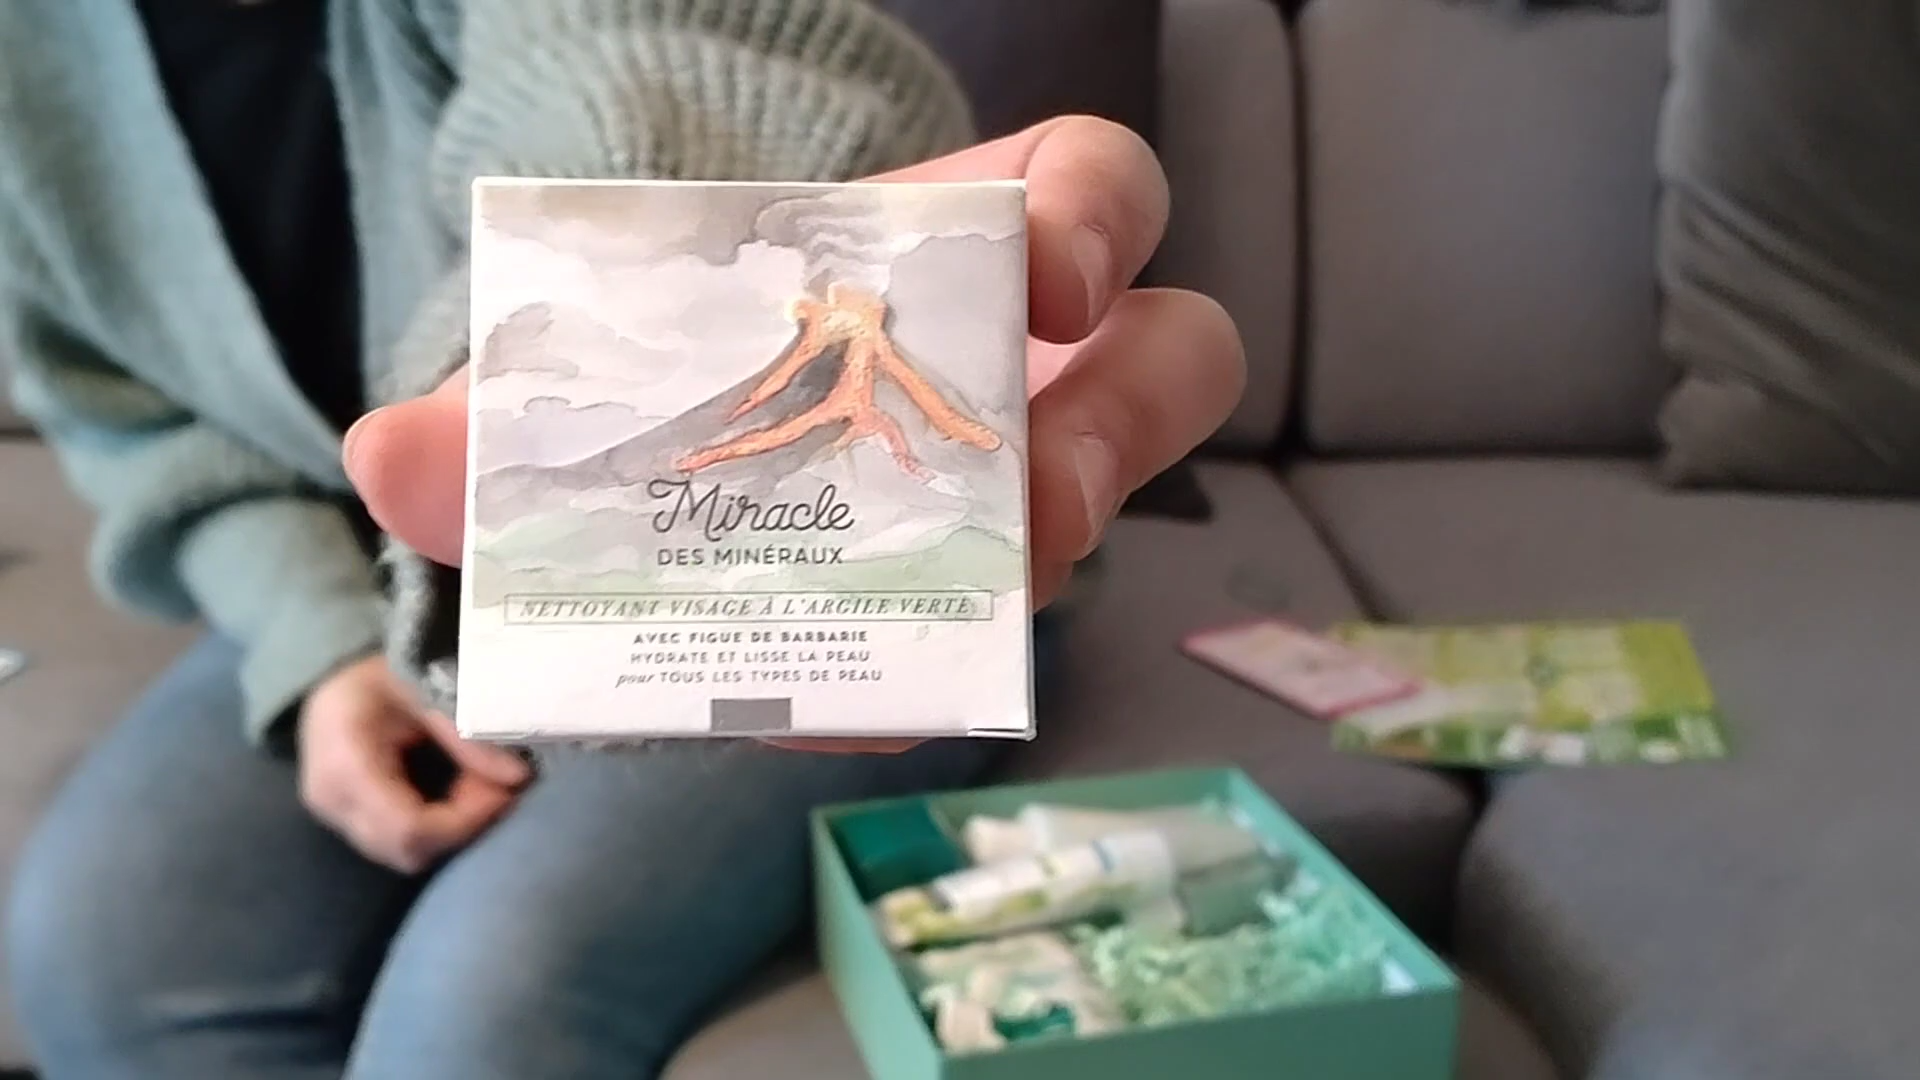 Miracle
DES MINÉRAUX
NETTOYANT VISAGE À L'ARGILE VERTE
AVEC FIGUE DE BARBARIE
HYDRATE ET LISSE LA PEAU
pour TOUS LES TYPES DE PEAU